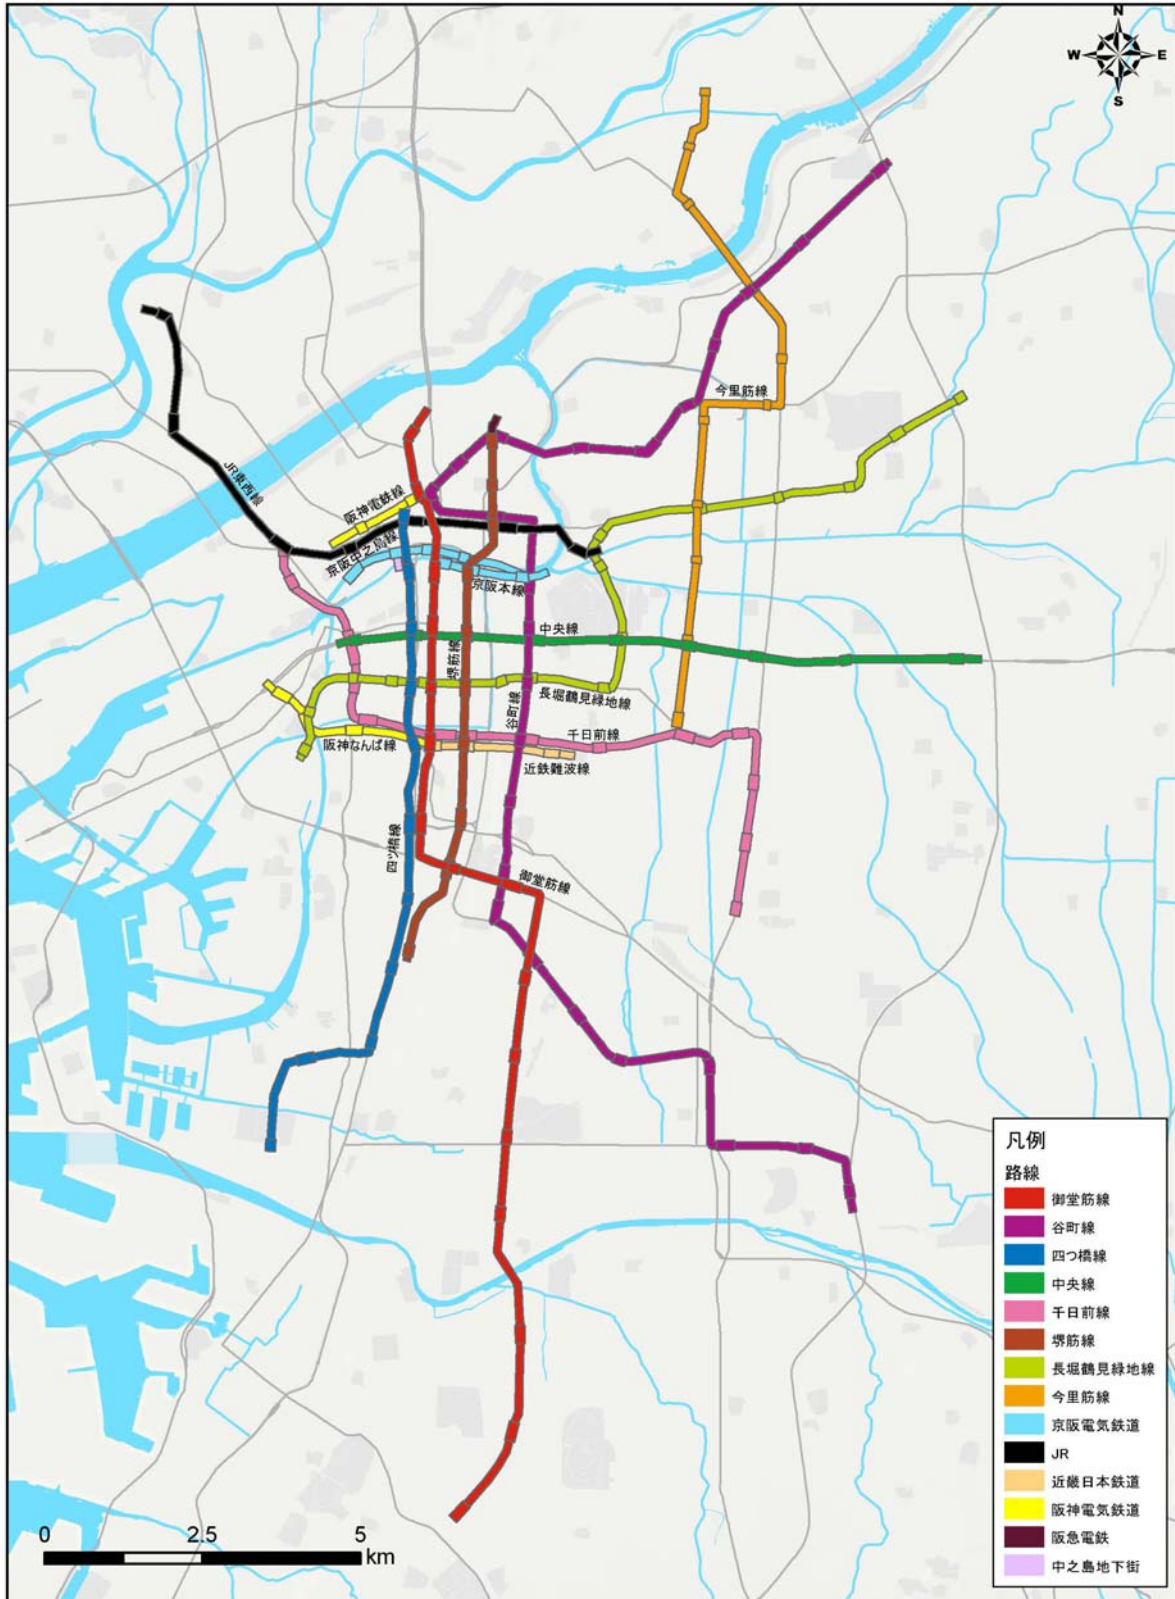 N
W E
S
今里筋線
JR東西線
阪神電鉄線
京阪中之島線
京阪本線
中央線
堺筋線
谷町線
長堀鶴見緑地線
千日前線
阪神なんば線
近鉄難波線
四ツ橋線
御堂筋線
凡例
路線
御堂筋線
谷町線
四つ橋線
中央線
千日前線
堺筋線
長堀鶴見緑地線
今里筋線
京阪電気鉄道
JR
近畿日本鉄道
阪神電気鉄道
阪急電鉄
中之島地下街
0 2.5 5
km